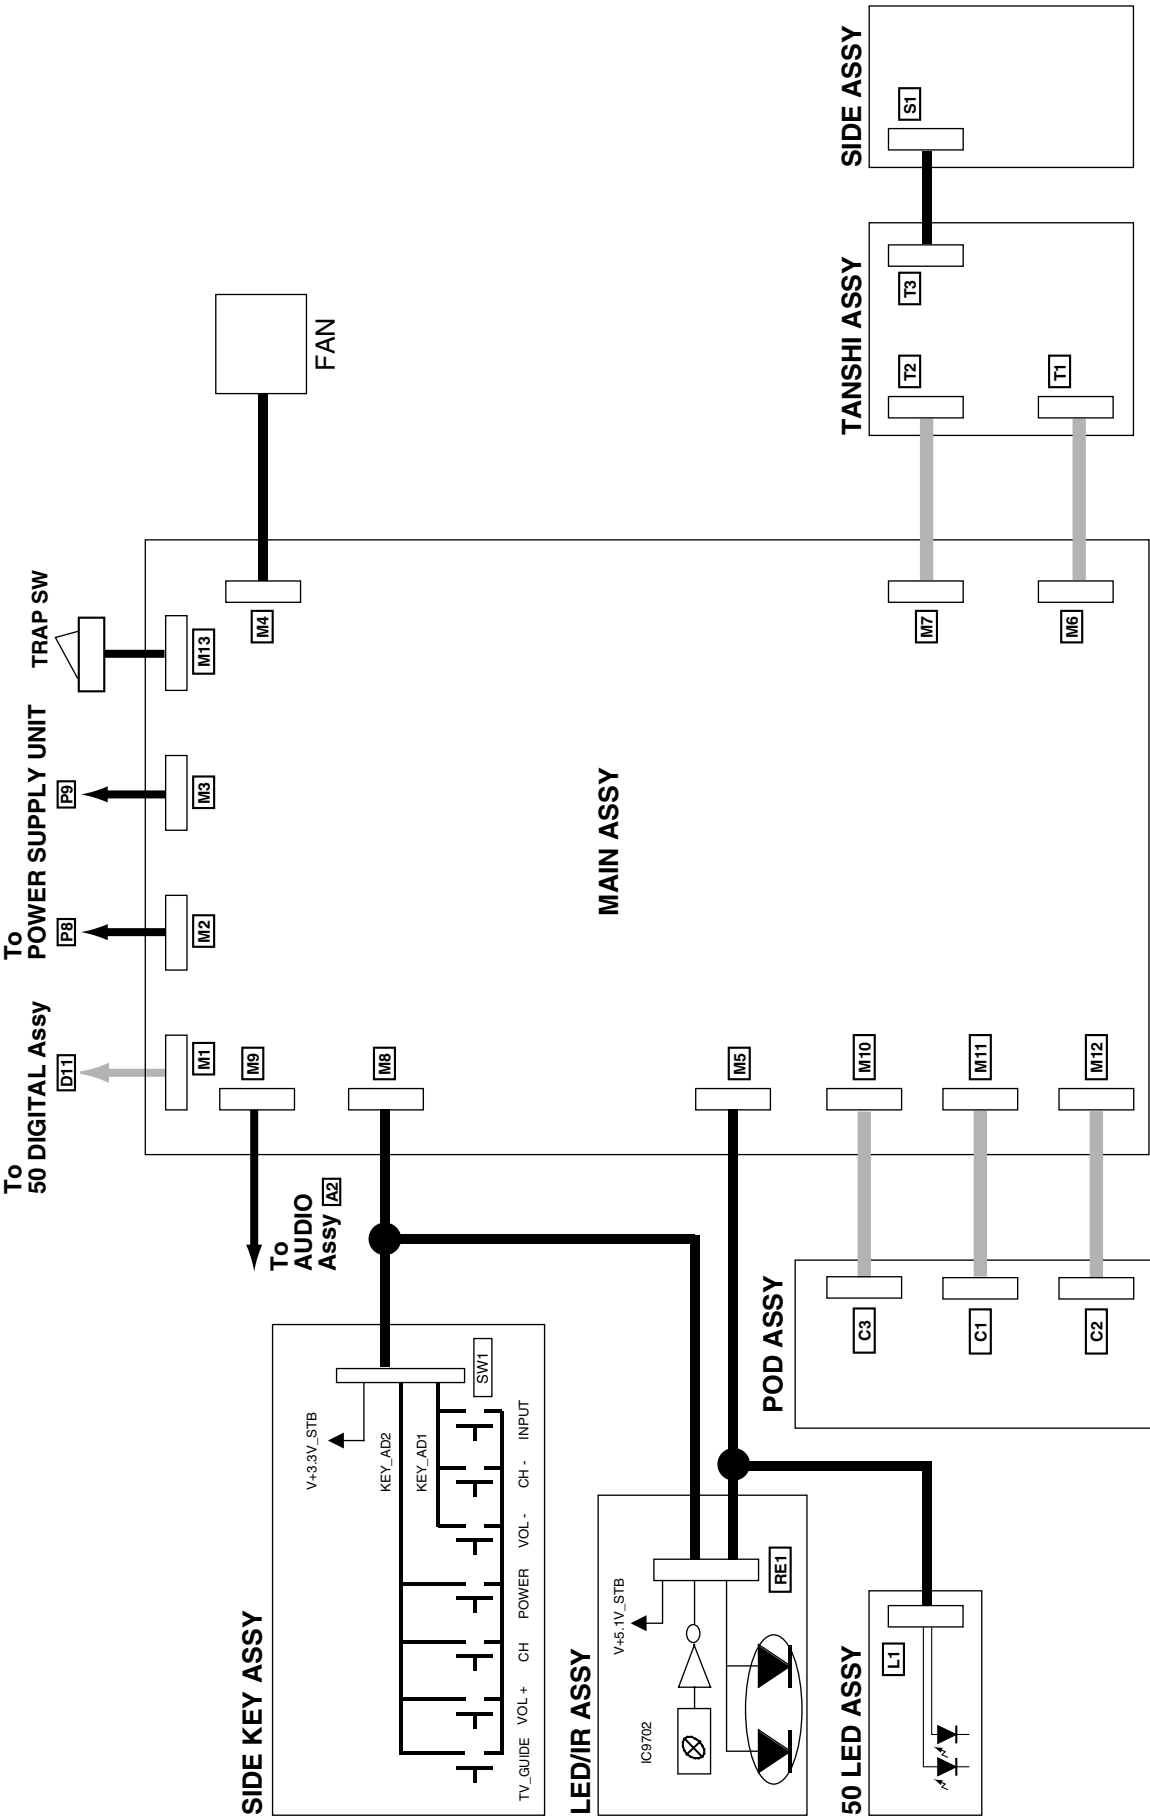 To
50 DIGITAL Assy
D11
To
POWER SUPPLY UNIT
P8
P9
TRAP SW
M1
M2
M3
M13
M9
M8
M4
FAN
To
AUDIO
Assy A2
MAIN ASSY
M5
M10
M11
M12
M7
M6
SIDE KEY ASSY
V+3.3V_STB
KEY_AD2
KEY_AD1
SW1
TV_GUIDE
VOL +
CH
POWER
VOL -
CH -
INPUT
LED/IR ASSY
IC9702
V+5.1V_STB
RE1
50 LED ASSY
L1
POD ASSY
C3
C1
C2
TANSHI ASSY
T2
T3
T1
SIDE ASSY
S1